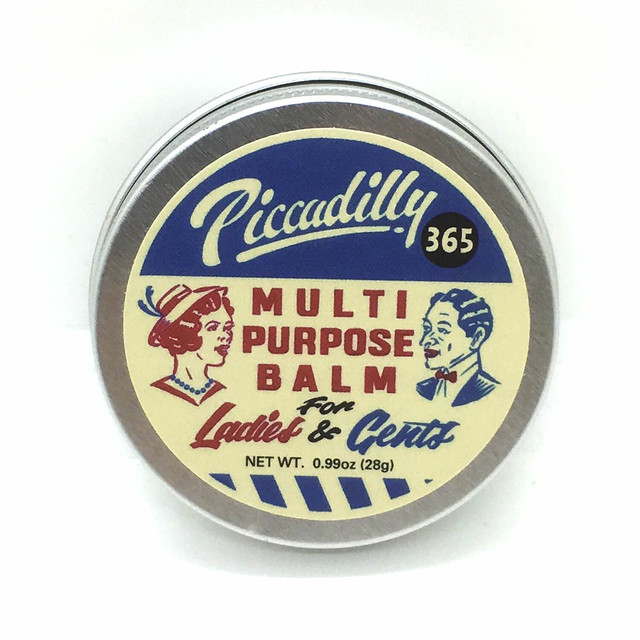 Piccadilly
365
MULTI
PURPOSE
BALM
For
Ladies & Gents
NET WT. 0.99oz (28g)